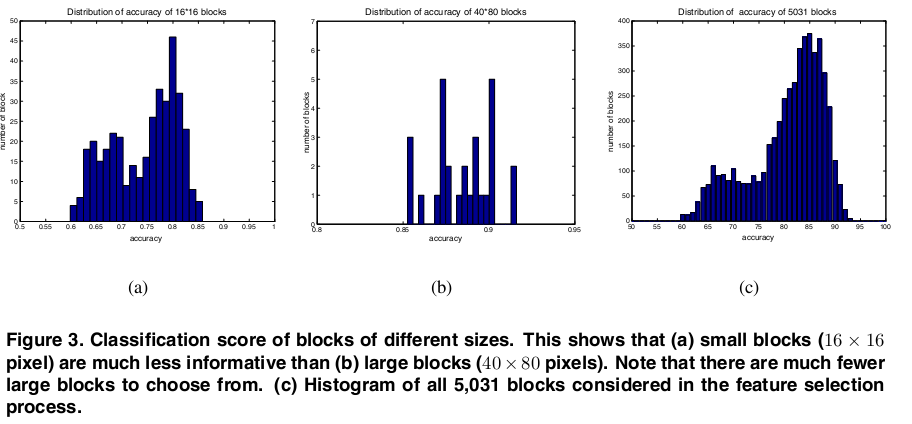 Distribution of accuracy of 16*16 blocks
50
45
40
35
30
25
20
15
10
5
0
number of block
0.5 0.55 0.6 0.65 0.7 0.75 0.8 0.85 0.9 0.95 1
accuracy
(a)
Distribution of accuracy of 40*80 blocks
7
6
5
4
3
2
1
0
number of blocks
0.8 0.85 0.9 0.95
accuracy
(b)
Distribution of accuracy of 5031 blocks
400
350
300
250
200
150
100
50
0
number of blocks
50 55 60 65 70 75 80 85 90 95 100
accuracy
(c)
Figure 3. Classification score of blocks of different sizes. This shows that (a) small blocks (16 × 16
pixel) are much less informative than (b) large blocks (40 × 80 pixels). Note that there are much fewer
large blocks to choose from. (c) Histogram of all 5,031 blocks considered in the feature selection
process.